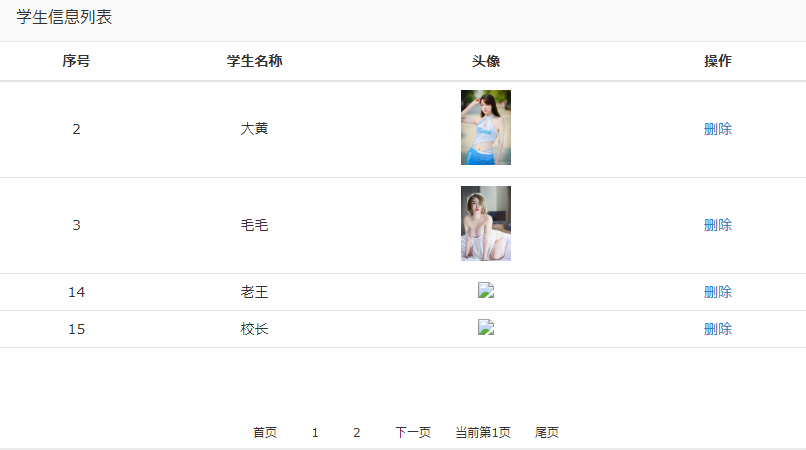 学生信息列表
序号 学生名称 头像 操作
2 大黄 删除
3 毛毛 删除
14 老王 删除
15 校长 删除
首页 1 2 下一页 当前第1页 尾页